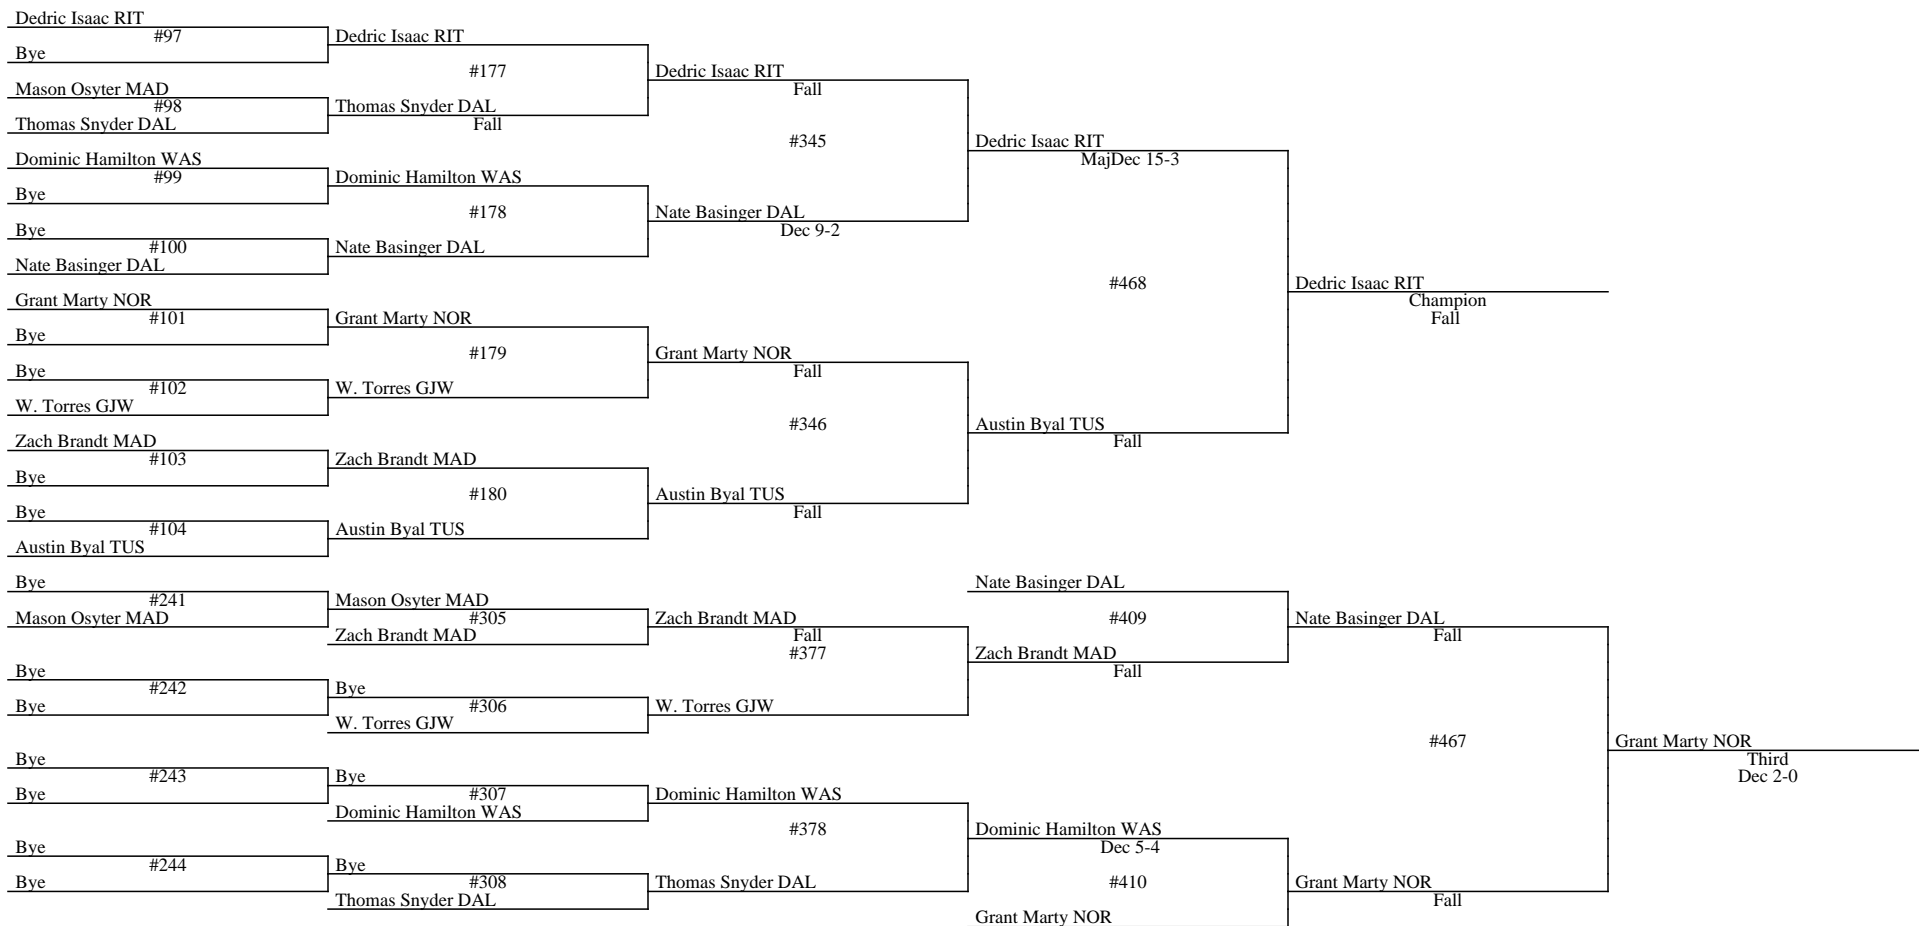 Dedric Isaac RIT
#97
Bye
Dedric Isaac RIT
#177
Mason Osyter MAD
#98
Thomas Snyder DAL
Thomas Snyder DAL
Fall
Dedric Isaac RIT
Fall
#345
Dominic Hamilton WAS
#99
Bye
Dominic Hamilton WAS
#178
Bye
#100
Nate Basinger DAL
Nate Basinger DAL
Nate Basinger DAL
Dec 9-2
Dedric Isaac RIT
MajDec 15-3
#468
Grant Marty NOR
#101
Bye
Grant Marty NOR
#179
Bye
#102
W. Torres GJW
W. Torres GJW
Grant Marty NOR
Fall
#346
Zach Brandt MAD
#103
Bye
Zach Brandt MAD
#180
Bye
#104
Austin Byal TUS
Austin Byal TUS
Austin Byal TUS
Fall
Austin Byal TUS
Fall
Dedric Isaac RIT
Champion
Fall
Bye
#241
Mason Osyter MAD
Mason Osyter MAD
#305
Zach Brandt MAD
Zach Brandt MAD
Fall
#377
Bye
#242
Bye
Bye
#306
W. Torres GJW
W. Torres GJW
Nate Basinger DAL
#409
Zach Brandt MAD
Fall
Nate Basinger DAL
Fall
#467
Bye
#243
Bye
Bye
#307
Dominic Hamilton WAS
Dominic Hamilton WAS
#378
Bye
#244
Bye
Bye
#308
Thomas Snyder DAL
Thomas Snyder DAL
Dominic Hamilton WAS
Dec 5-4
#410
Grant Marty NOR
Grant Marty NOR
Fall
Grant Marty NOR
Third
Dec 2-0